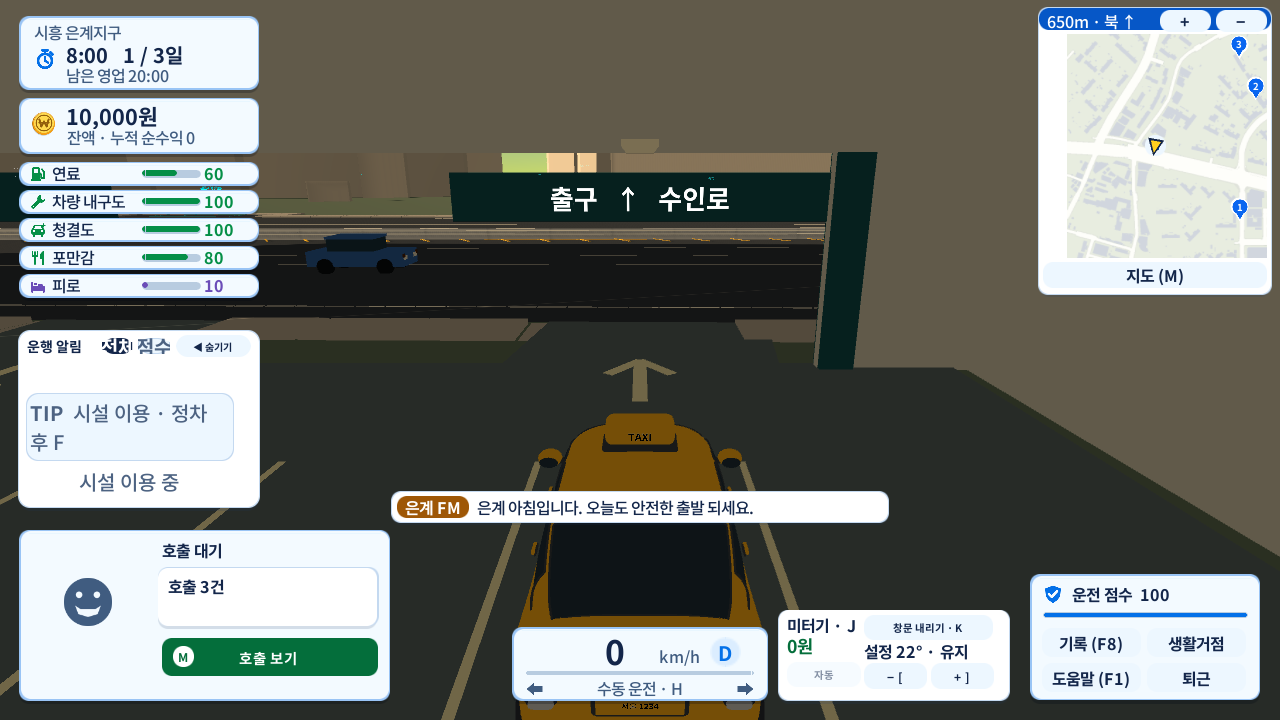 시흥 은계지구
8:00 1 / 3일
남은 영업 20:00
10,000원
잔액 · 누적 순수익 0
연료 60
차량 내구도 100
청결도 100
포만감 80
피로 10
운행 알림
점수
◀ 숨기기
TIP 시설 이용 · 정차
후 F
시설 이용 중
호출 대기
호출 3건
M 호출 보기
출구 ↑ 수인로
TAXI
은계 FM 은계 아침입니다. 오늘도 안전한 출발 되세요.
0 km/h D
수동 운전 · H
1234
미터기 · J
창문 내리기 · K
0원
설정 22° · 유지
자동
− [
+ ]
650m · 북 ↑
+
−
3
2
1
지도 (M)
운전 점수 100
기록 (F8)
생활거점
도움말 (F1)
퇴근